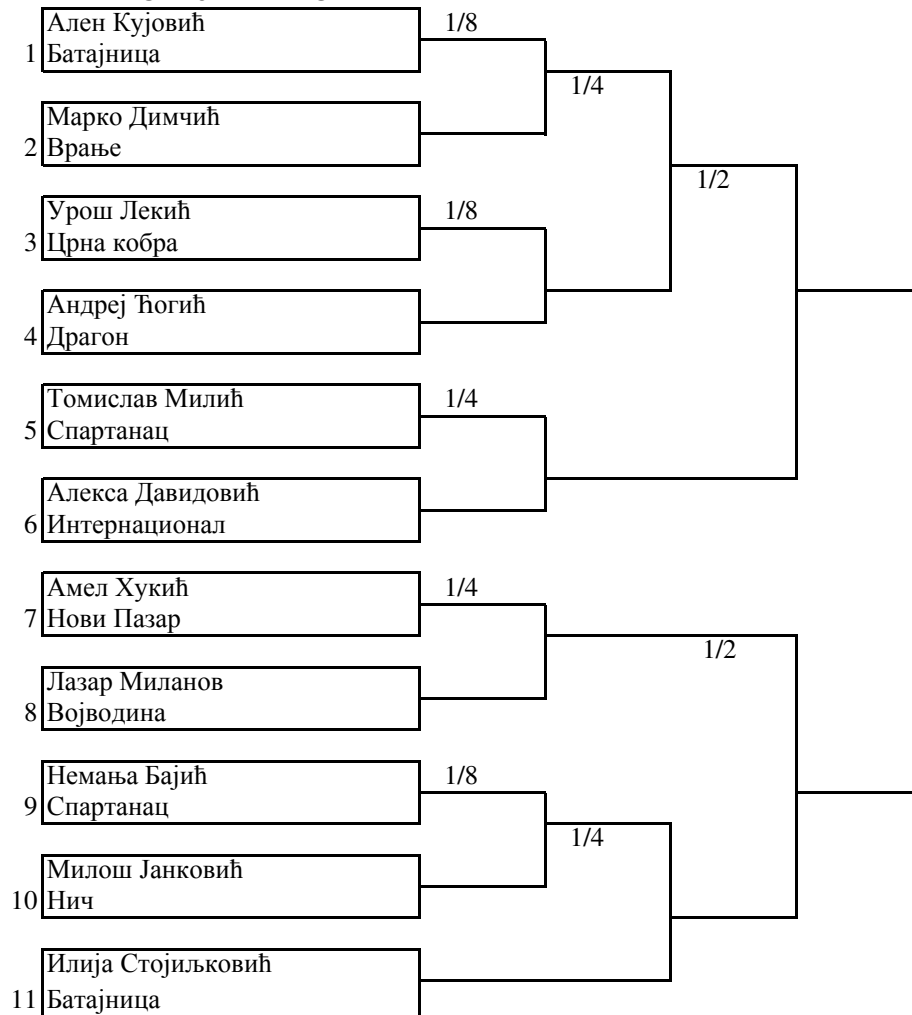 Ален Кујовић 1/8
1 Батајница
1/4
Марко Димчић
2 Врање
1/2
Урош Лекић 1/8
3 Црна кобра
Андреј Ћогић
4 Драгон
Томислав Милић 1/4
5 Спартанац
Алекса Давидовић
6 Интернационал
Амел Хукић 1/4
7 Нови Пазар
1/2
Лазар Миланов
8 Војводина
Немања Бајић 1/8
9 Спартанац
1/4
Милош Јанковић
10 Нич
Илија Стојиљковић
11 Батајница